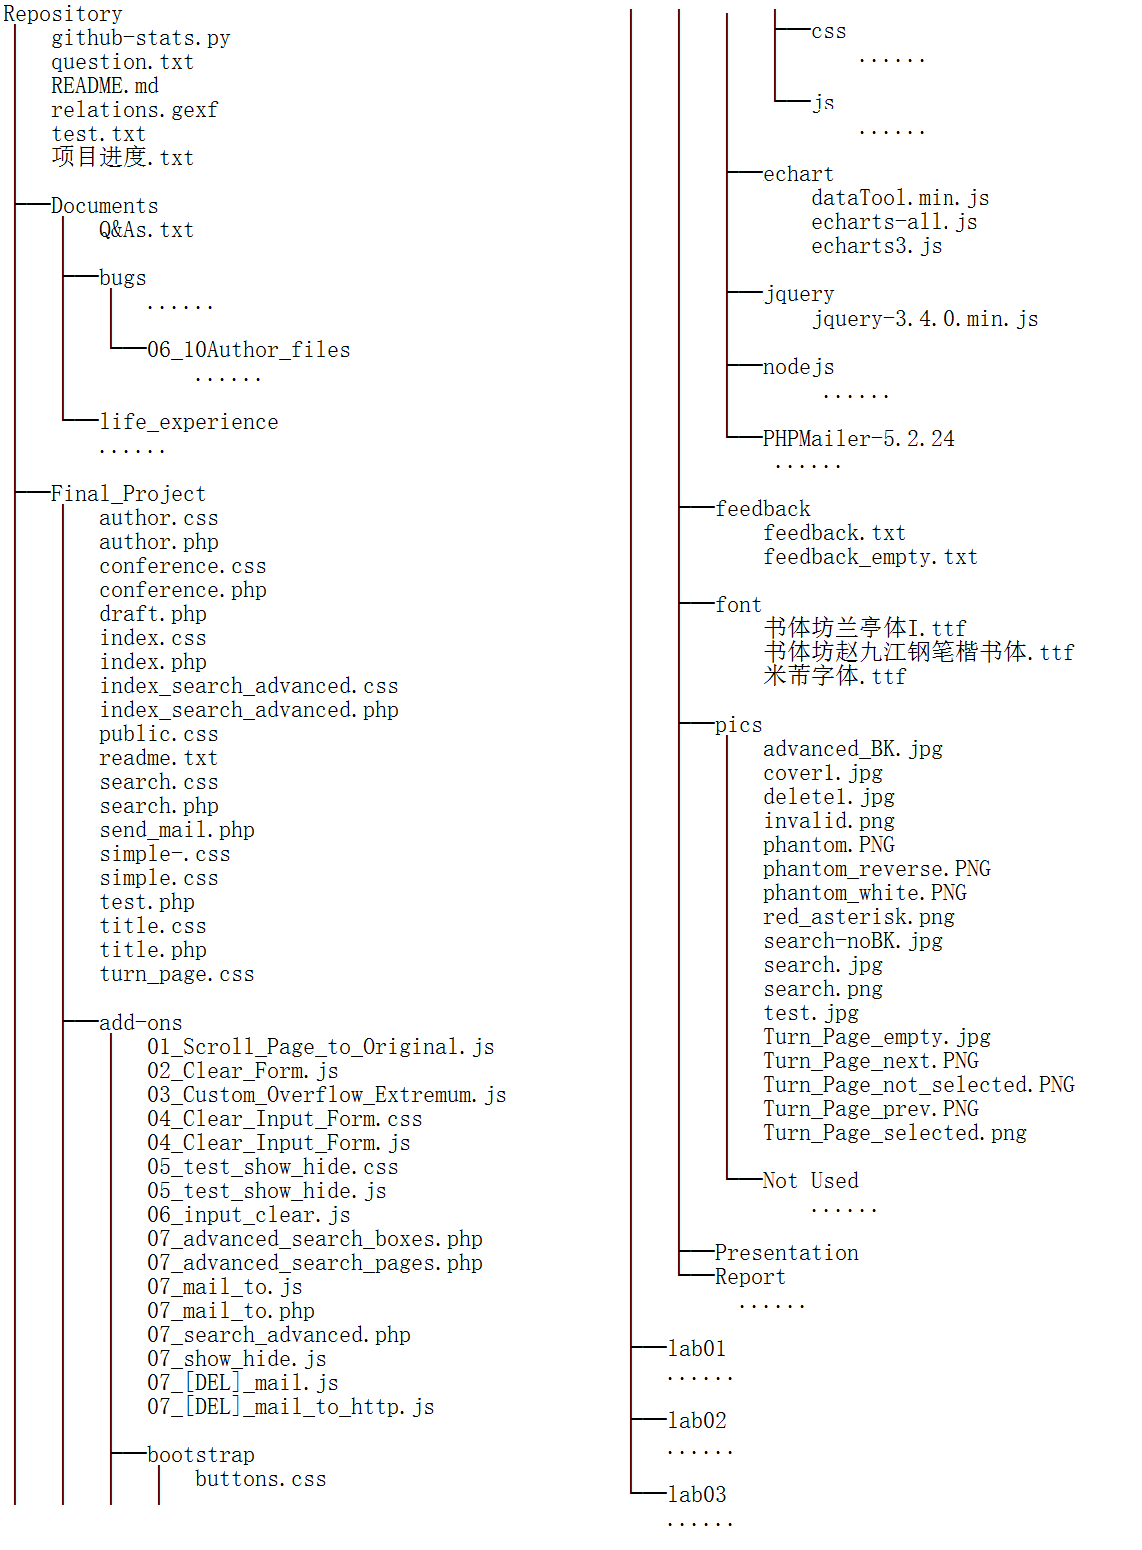 Repository
github-stats.py
question.txt
README.md
relations.gexf
test.txt
项目进度.txt
Documents
Q&As.txt
bugs
......
06_10Author_files
......
life_experience
......
Final_Project
author.css
author.php
conference.css
conference.php
draft.php
index.css
index.php
index_search_advanced.css
index_search_advanced.php
public.css
readme.txt
search.css
search.php
send_mail.php
simple-.css
simple.css
test.php
title.css
title.php
turn_page.css
add-ons
01_Scroll_Page_to_Original.js
02_Clear_Form.js
03_Custom_Overflow_Extremum.js
04_Clear_Input_Form.css
04_Clear_Input_Form.js
05_test_show_hide.css
05_test_show_hide.js
06_input_clear.js
07_advanced_search_boxes.php
07_advanced_search_pages.php
07_mail_to.js
07_mail_to.php
07_search_advanced.php
07_show_hide.js
07_[DEL]_mail.js
07_[DEL]_mail_to_http.js
bootstrap
buttons.css
css
......
js
......
echart
dataTool.min.js
echarts-all.js
echarts3.js
jquery
jquery-3.4.0.min.js
nodejs
......
PHPMailer-5.2.24
......
feedback
feedback.txt
feedback_empty.txt
font
书体坊兰亭体I.ttf
书体坊赵九江钢笔楷书体.ttf
米芾字体.ttf
pics
advanced_BK.jpg
cover1.jpg
delete1.jpg
invalid.png
phantom.PNG
phantom_reverse.PNG
phantom_white.PNG
red_asterisk.png
search-noBK.jpg
search.jpg
search.png
test.jpg
Turn_Page_empty.jpg
Turn_Page_next.PNG
Turn_Page_not_selected.PNG
Turn_Page_prev.PNG
Turn_Page_selected.png
Not Used
......
Presentation
Report
......
lab01
......
lab02
......
lab03
......